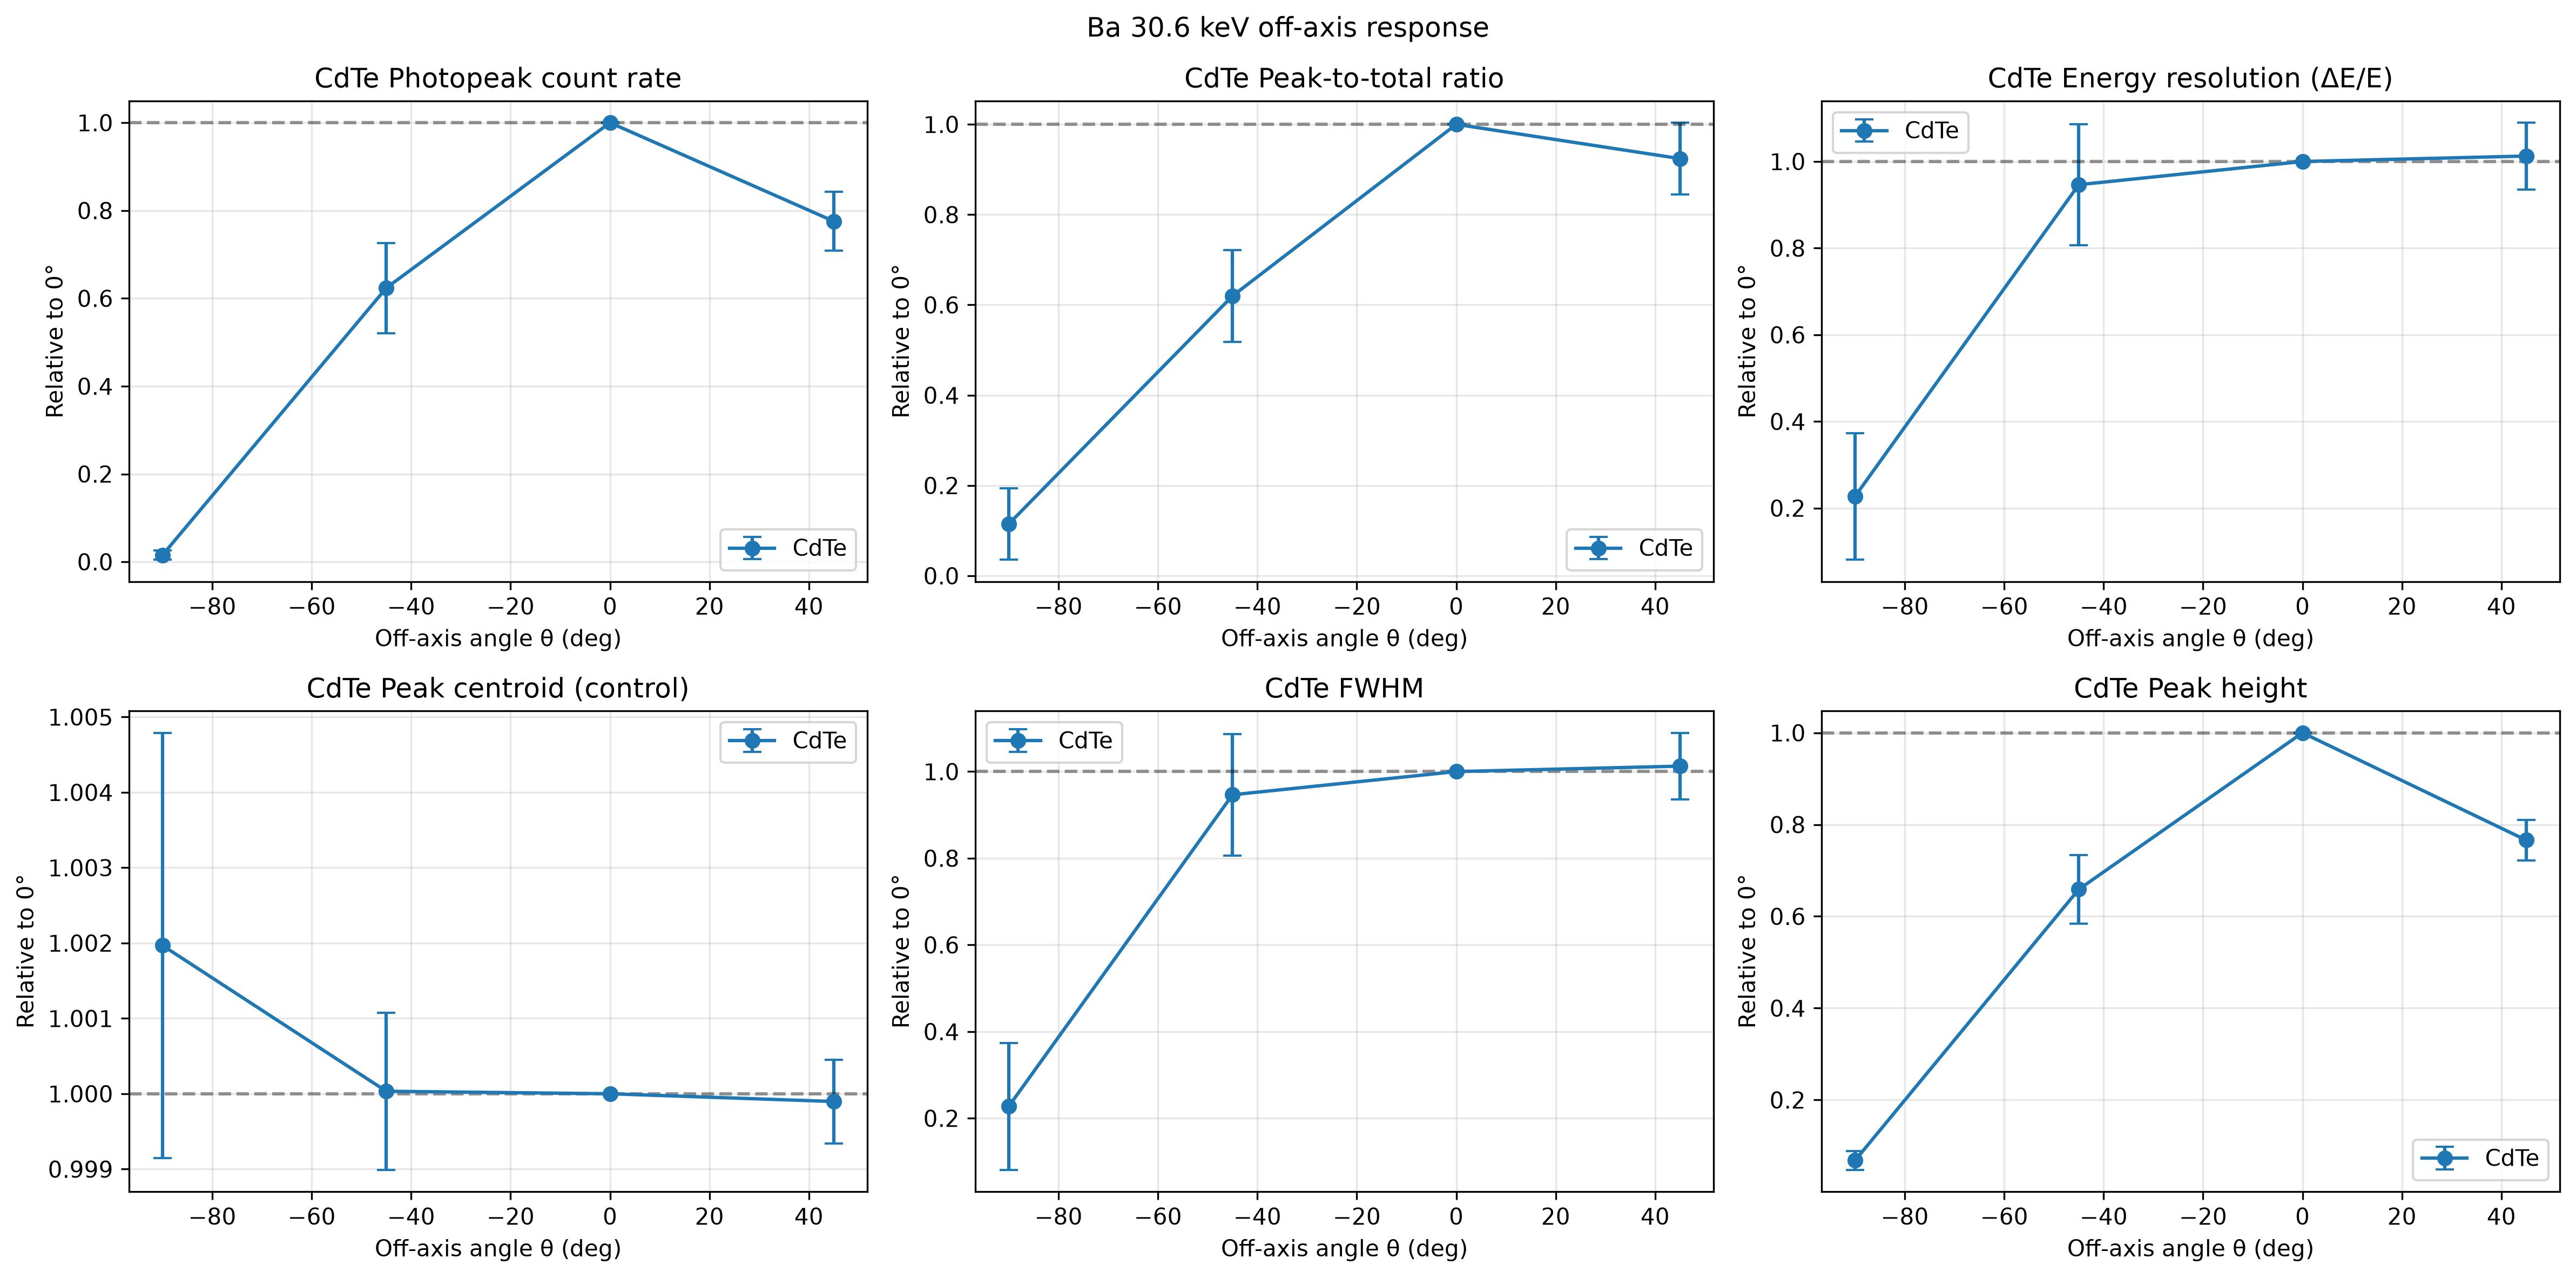 Ba 30.6 keV off-axis response
CdTe Photopeak count rate
Relative to 0°
1.0
0.8
0.6
0.4
0.2
0.0
CdTe
−80 −60 −40 −20 0 20 40
Off-axis angle θ (deg)
CdTe Peak-to-total ratio
Relative to 0°
1.0
0.8
0.6
0.4
0.2
0.0
CdTe
−80 −60 −40 −20 0 20 40
Off-axis angle θ (deg)
CdTe Energy resolution (ΔE/E)
CdTe
Relative to 0°
1.0
0.8
0.6
0.4
0.2
−80 −60 −40 −20 0 20 40
Off-axis angle θ (deg)
CdTe Peak centroid (control)
CdTe
Relative to 0°
1.005
1.004
1.003
1.002
1.001
1.000
0.999
−80 −60 −40 −20 0 20 40
Off-axis angle θ (deg)
CdTe FWHM
CdTe
Relative to 0°
1.0
0.8
0.6
0.4
0.2
−80 −60 −40 −20 0 20 40
Off-axis angle θ (deg)
CdTe Peak height
Relative to 0°
1.0
0.8
0.6
0.4
0.2
CdTe
−80 −60 −40 −20 0 20 40
Off-axis angle θ (deg)